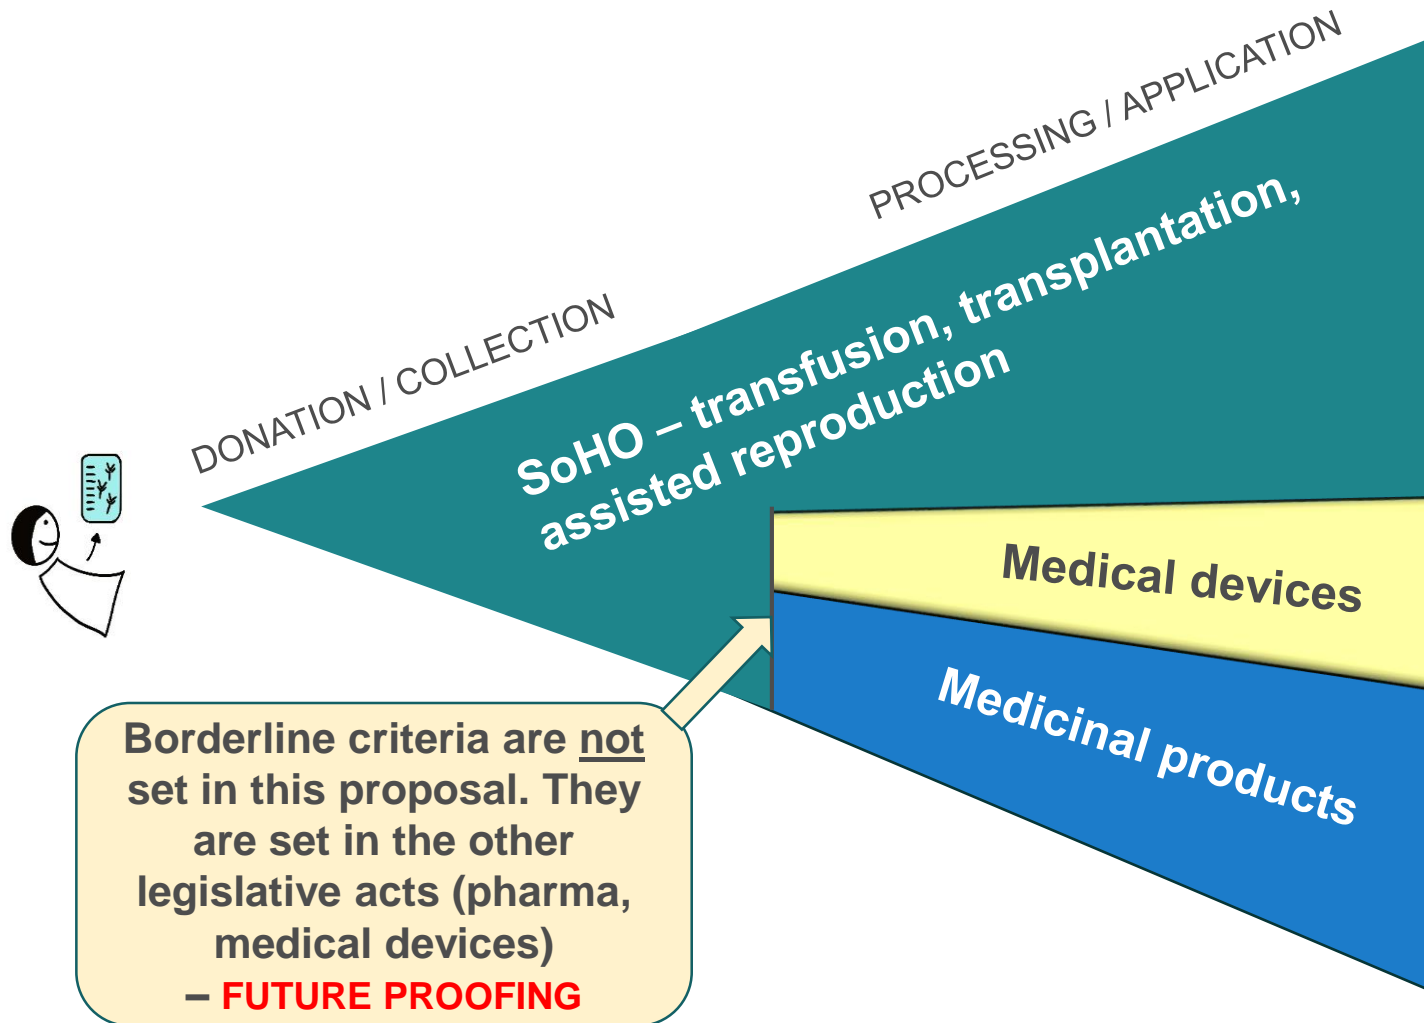 DONATION / COLLECTION
PROCESSING / APPLICATION
SoHO – transfusion, transplantation,
assisted reproduction
Medical devices
Medicinal products
Borderline criteria are not
set in this proposal. They
are set in the other
legislative acts (pharma,
medical devices)
– FUTURE PROOFING